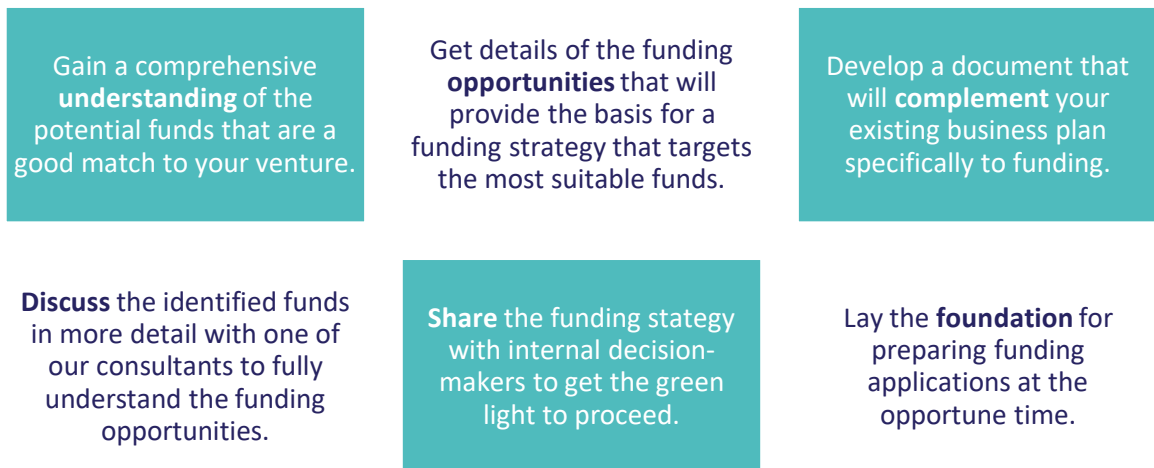 Gain a comprehensive
understanding of the
potential funds that are a
good match to your venture.
Get details of the funding
opportunities that will
provide the basis for a
funding strategy that targets
the most suitable funds.
Develop a document that
will complement your
existing business plan
specifically to funding.
Discuss the identified funds
in more detail with one of
our consultants to fully
understand the funding
opportunities.
Share the funding stategy
with internal decision-
makers to get the green
light to proceed.
Lay the foundation for
preparing funding
applications at the
opportune time.